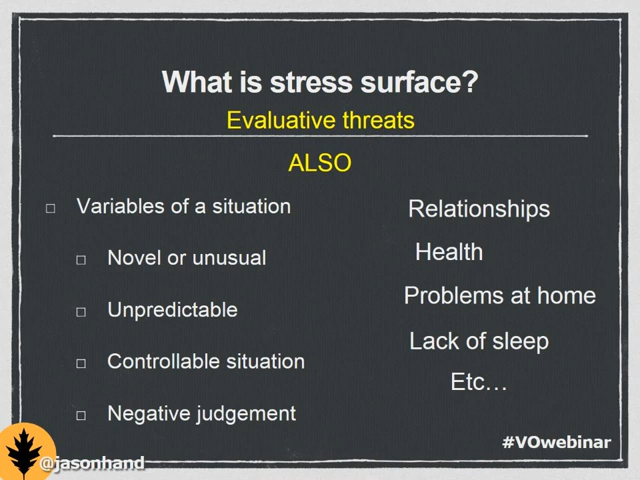 What is stress surface?
Evaluative threats
ALSO
Variables of a situation
Novel or unusual
Unpredictable
Controllable situation
Negative judgement
Relationships
Health
Problems at home
Lack of sleep
Etc…
#VOwebinar
@jasonhand